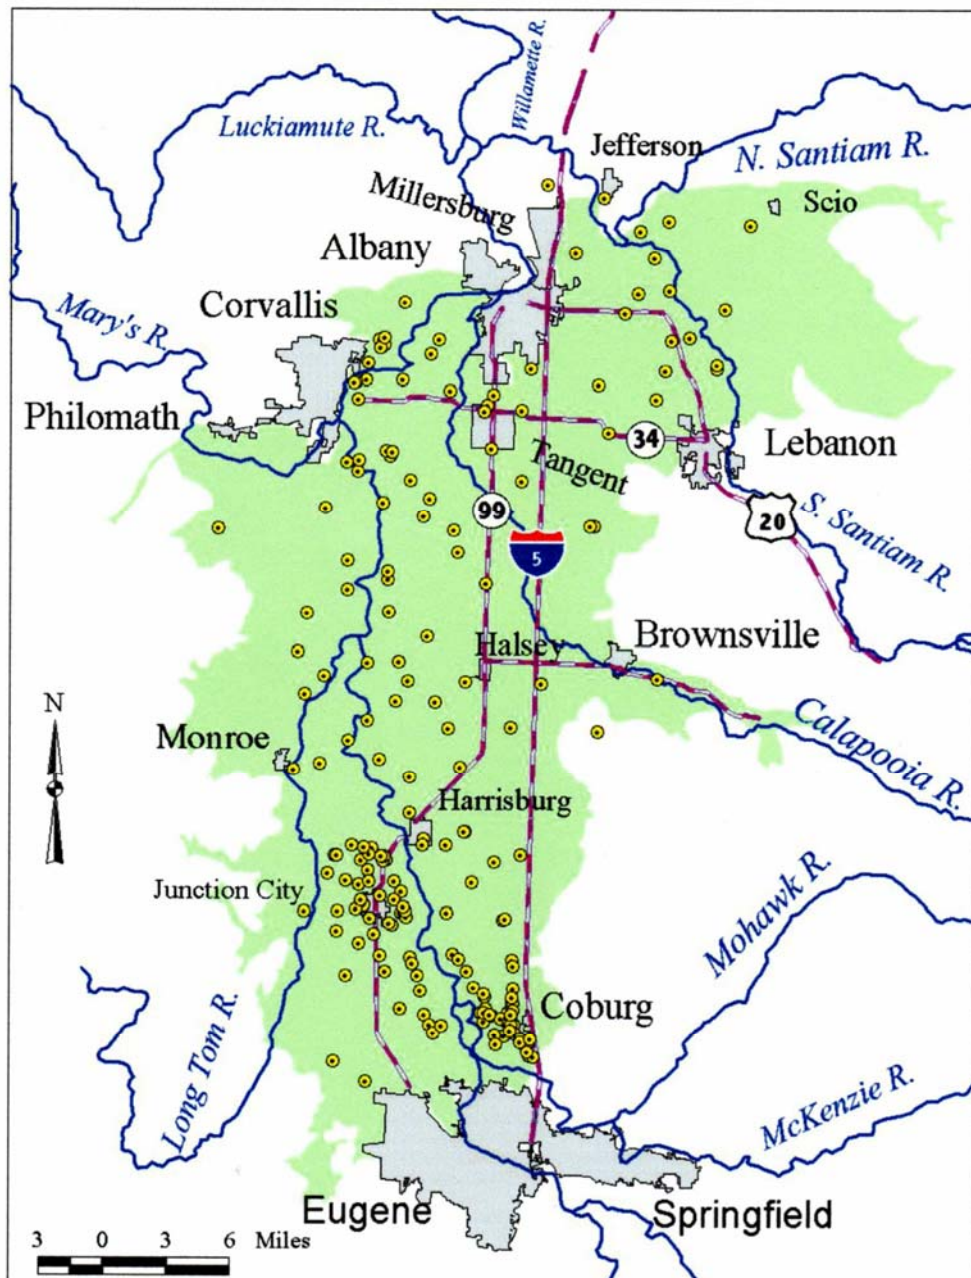 Willamette R.
Luckiamute R.
Jefferson
N. Santiam R.
Millersburg
Scio
Albany
Corvallis
Mary's R.
Philomath
34
Lebanon
Tangent
99
20
S. Santiam R.
5
Halsey
Brownsville
N
Monroe
Calapooia R.
Harrisburg
Junction City
Mohawk R.
Coburg
Long Tom R.
McKenzie R.
Eugene
Springfield
3 0 3 6 Miles